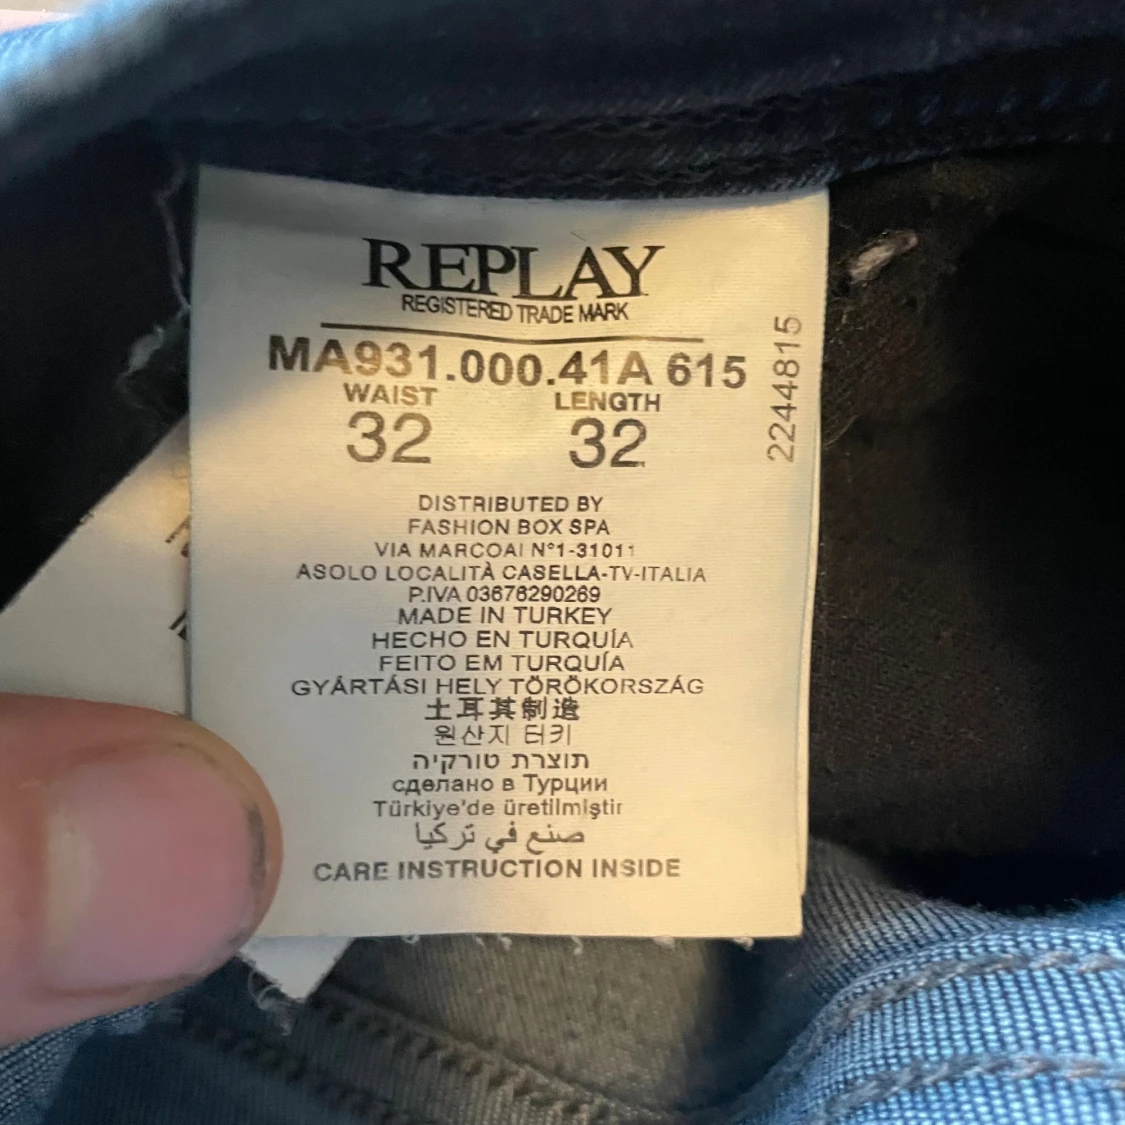 REPLAY
REGISTERED TRADE MARK
MA931.000.41A 615
WAIST LENGTH
32 32
2244815
DISTRIBUTED BY
FASHION BOX SPA
VIA MARCOAI N°1-31011
ASOLO LOCALITÀ CASELLA-TV-ITALIA
P.IVA 03676290269
MADE IN TURKEY
HECHO EN TURQUÍA
FEITO EM TURQUÍA
GYÁRTÁSI HELY TÖRÖKORSZÁG
土耳其制造
원산지 터키
תוצרת טורקיה
сделано в Турции
Türkiye'de üretilmiştir
صنع في تركيا
CARE INSTRUCTION INSIDE